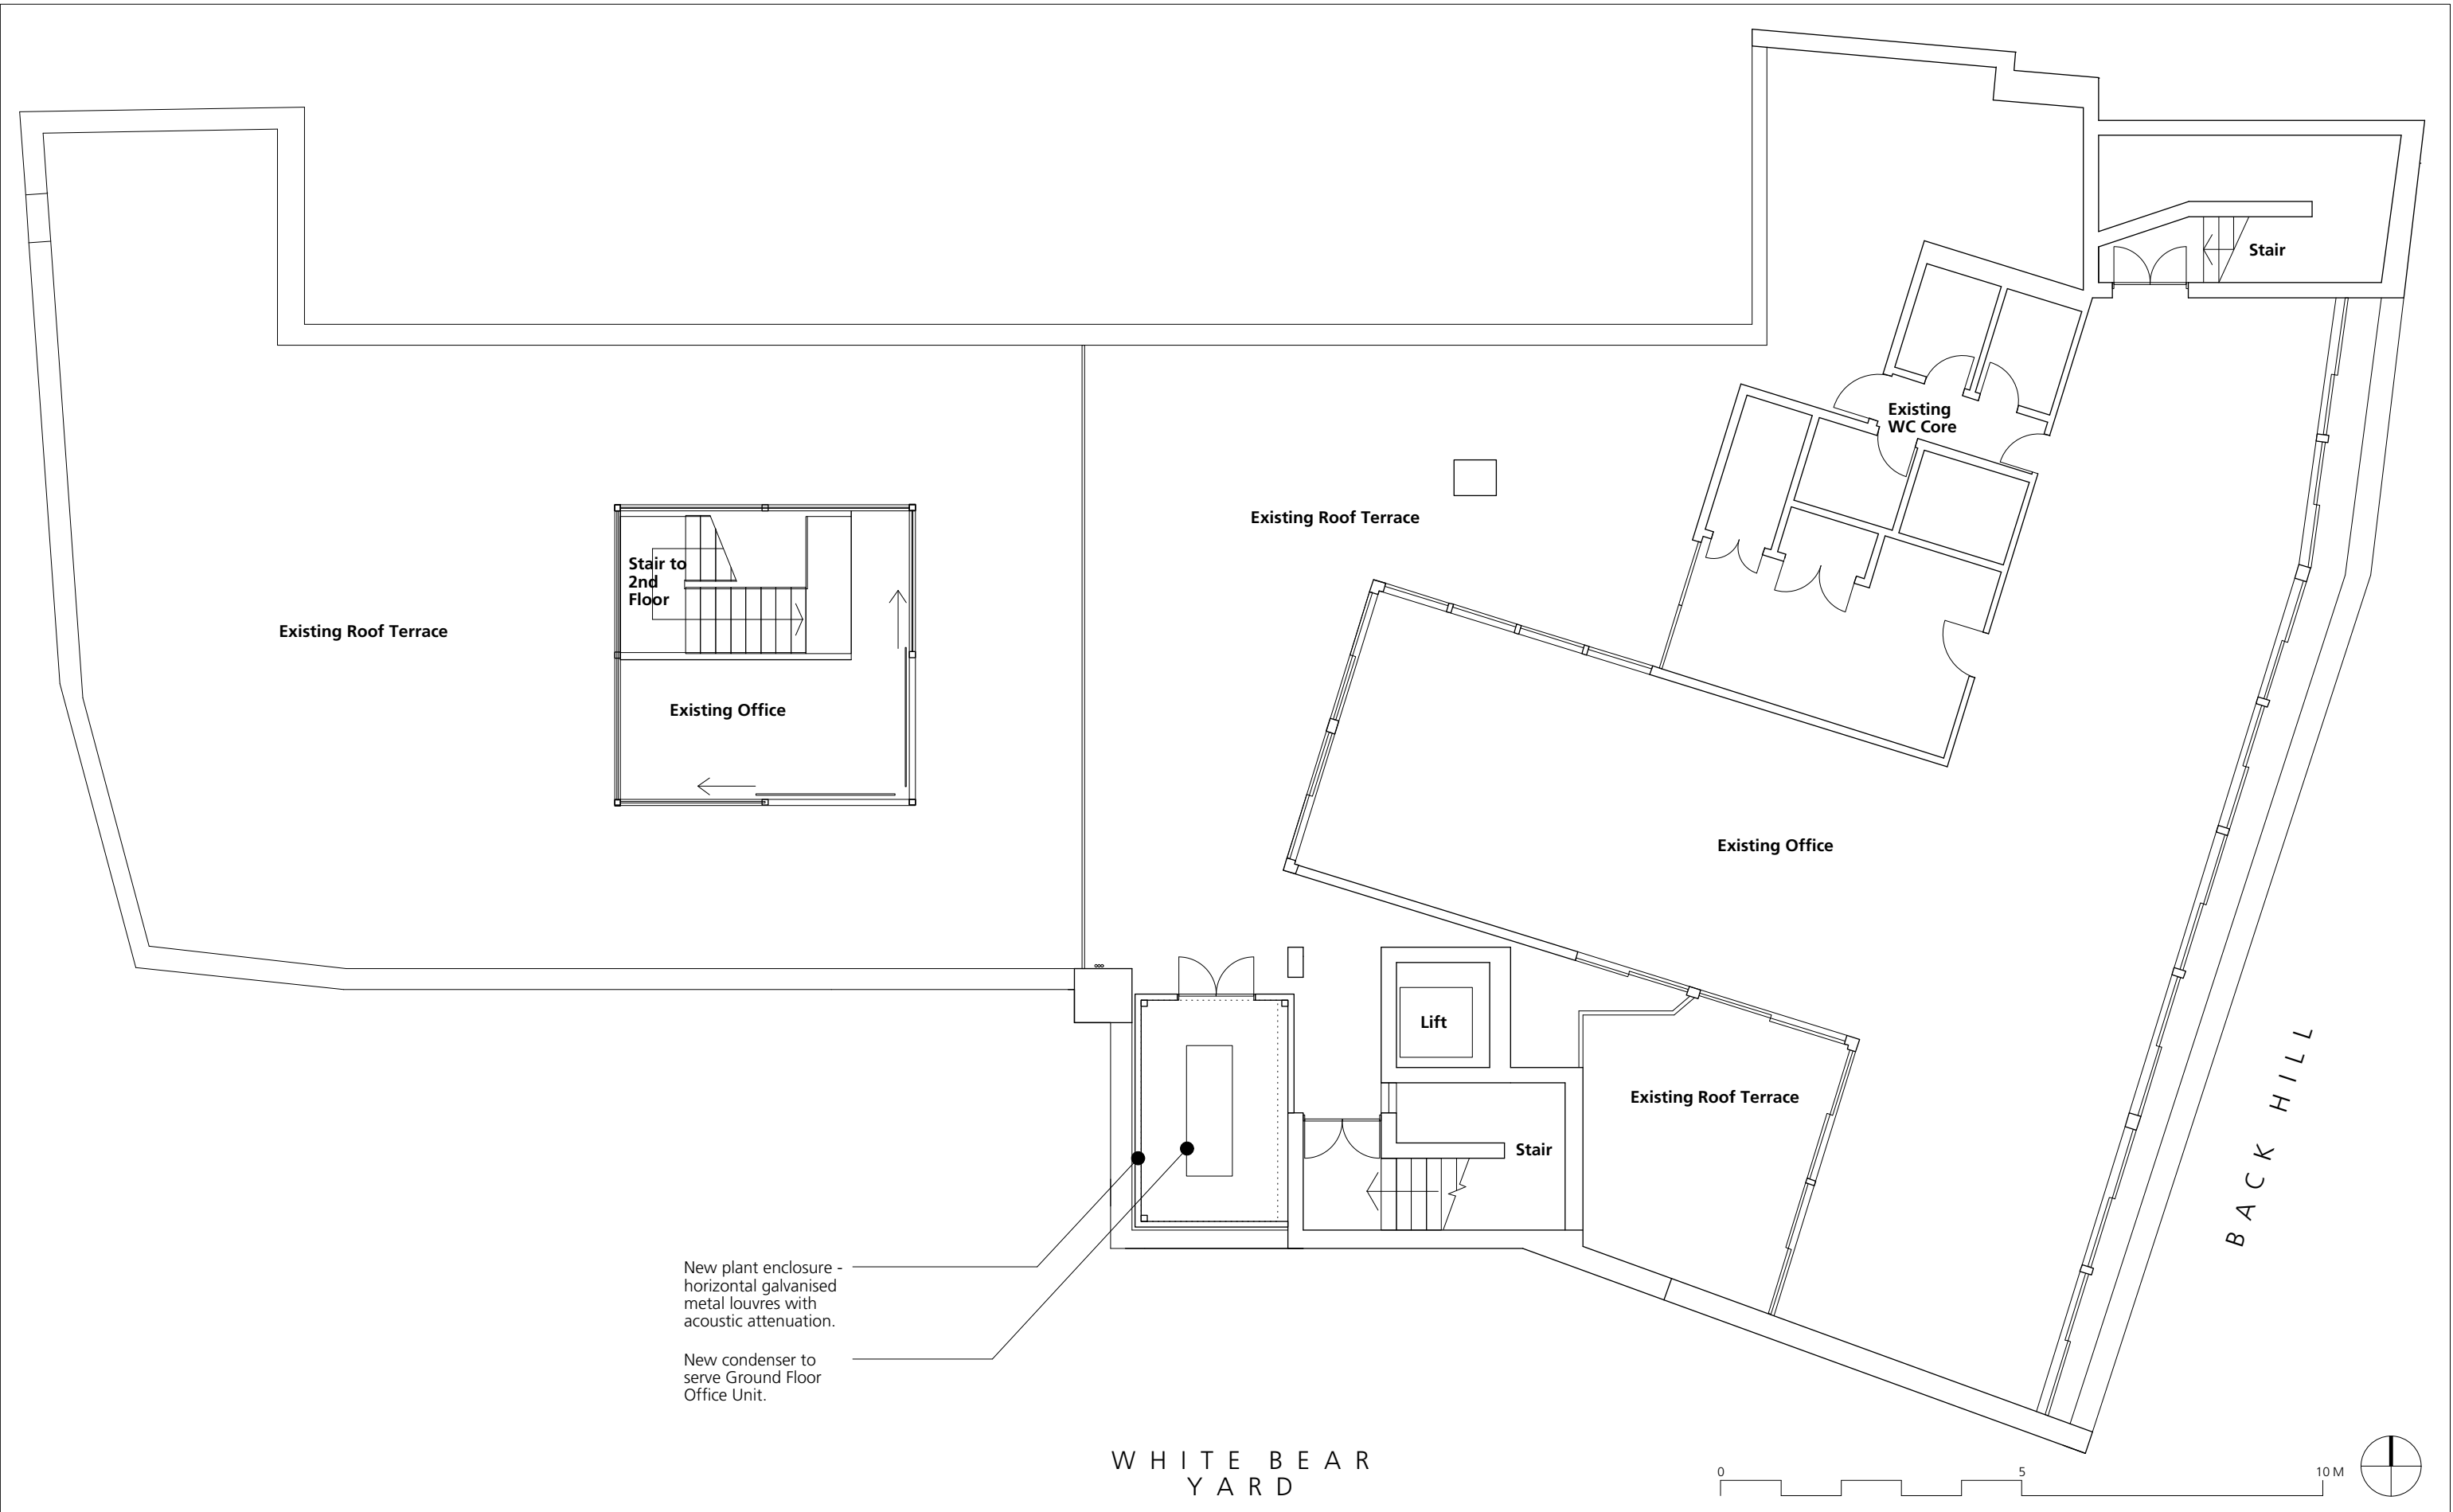 Stair
Existing
WC Core
Existing Roof Terrace
Stair to
2nd
Floor
Existing Roof Terrace
Existing Office
Existing Office
Lift
Existing Roof Terrace
Stair
BACK HILL
New plant enclosure -
horizontal galvanised
metal louvres with
acoustic attenuation.
New condenser to
serve Ground Floor
Office Unit.
WHITE BEAR
YARD
0 5 10 M